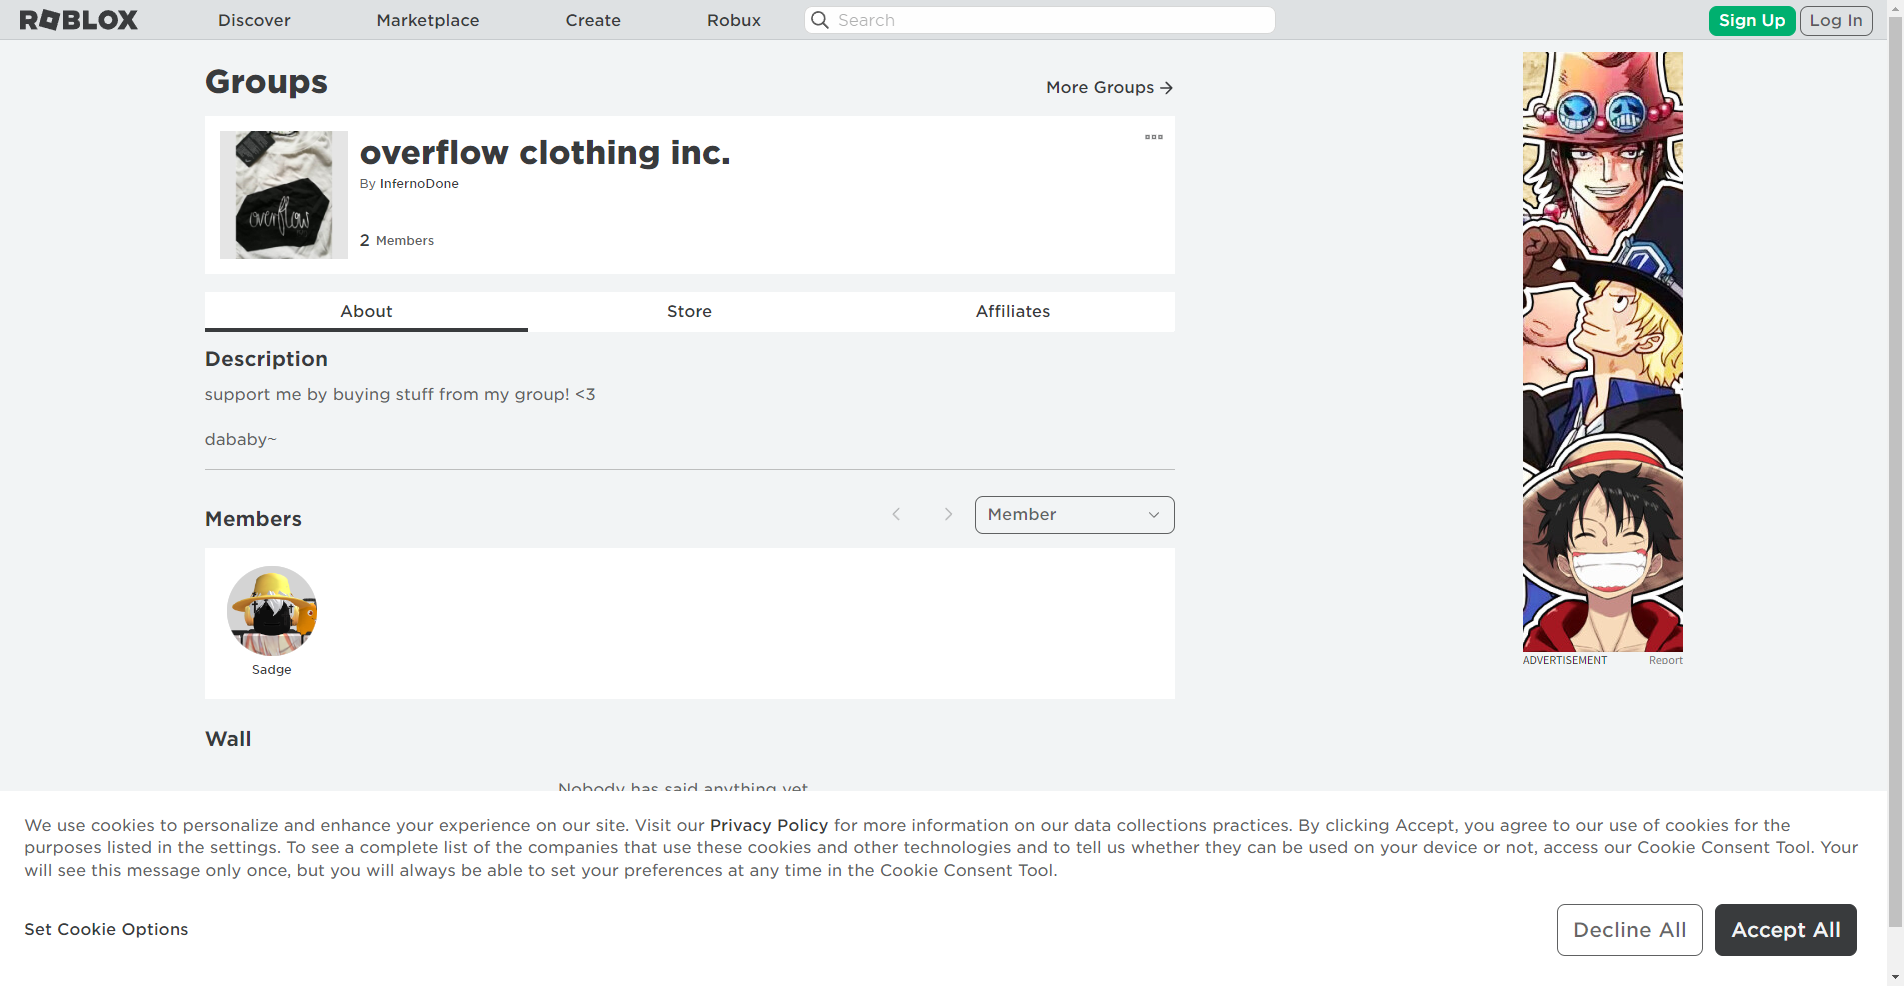 ROBLOX
Discover
Marketplace
Create
Robux
Search
Sign Up
Log In
Groups
More Groups
overflow clothing inc.
By InfernoDone
2 Members
overflow
About
Store
Affiliates
Description
support me by buying stuff from my group! <3
dababy~
Members
Member
Sadge
Wall
Nobody has said anything yet
ADVERTISEMENT
Report
We use cookies to personalize and enhance your experience on our site. Visit our Privacy Policy for more information on our data collections practices. By clicking Accept, you agree to our use of cookies for the
purposes listed in the settings. To see a complete list of the companies that use these cookies and other technologies and to tell us whether they can be used on your device or not, access our Cookie Consent Tool. Your
will see this message only once, but you will always be able to set your preferences at any time in the Cookie Consent Tool.
Set Cookie Options
Decline All
Accept All